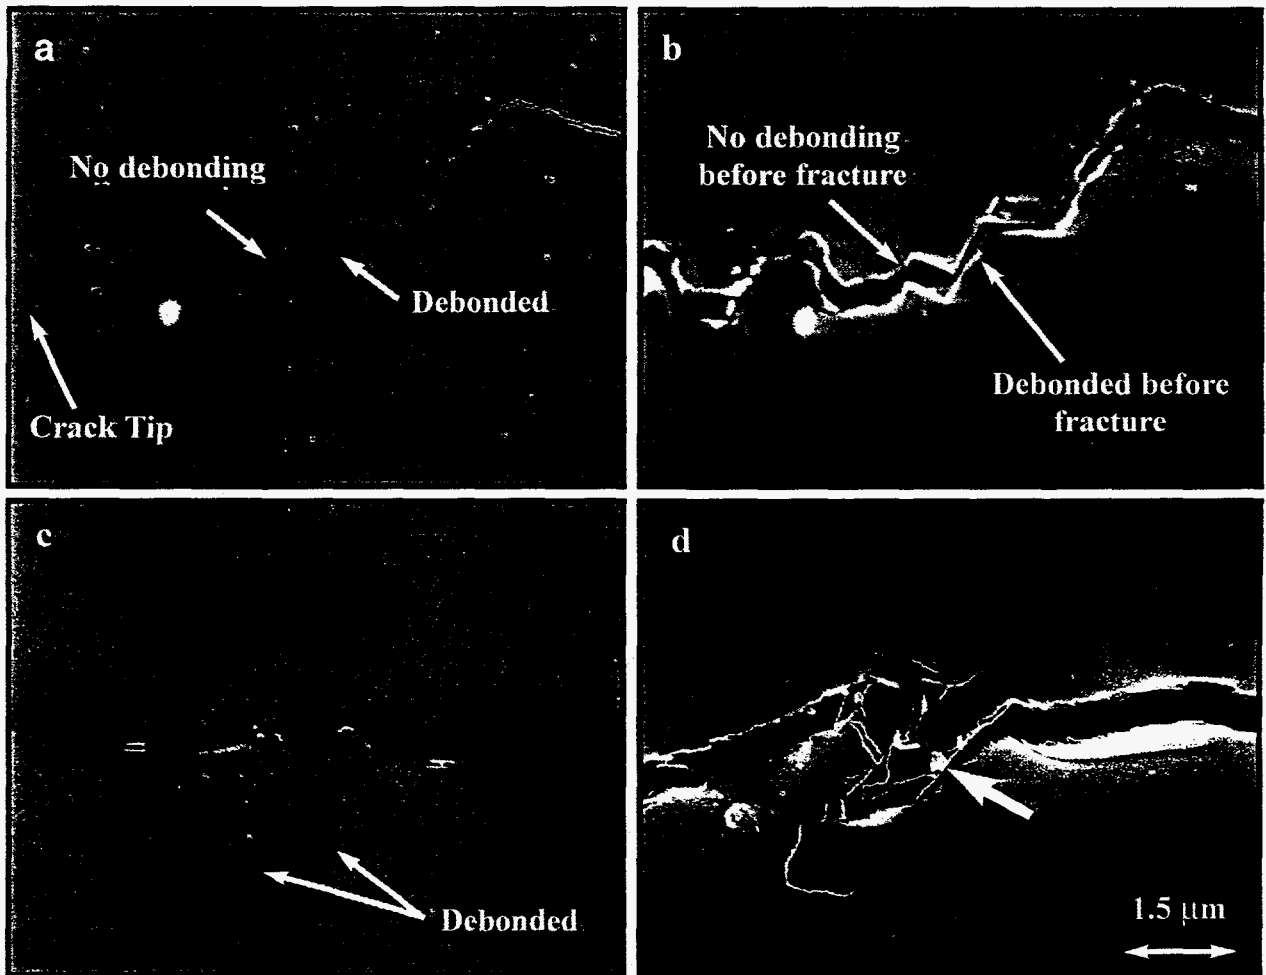 a
No debonding
Debonded
Crack Tip
b
No debonding
before fracture
Debonded before
fracture
c
Debonded
d
1.5 μm